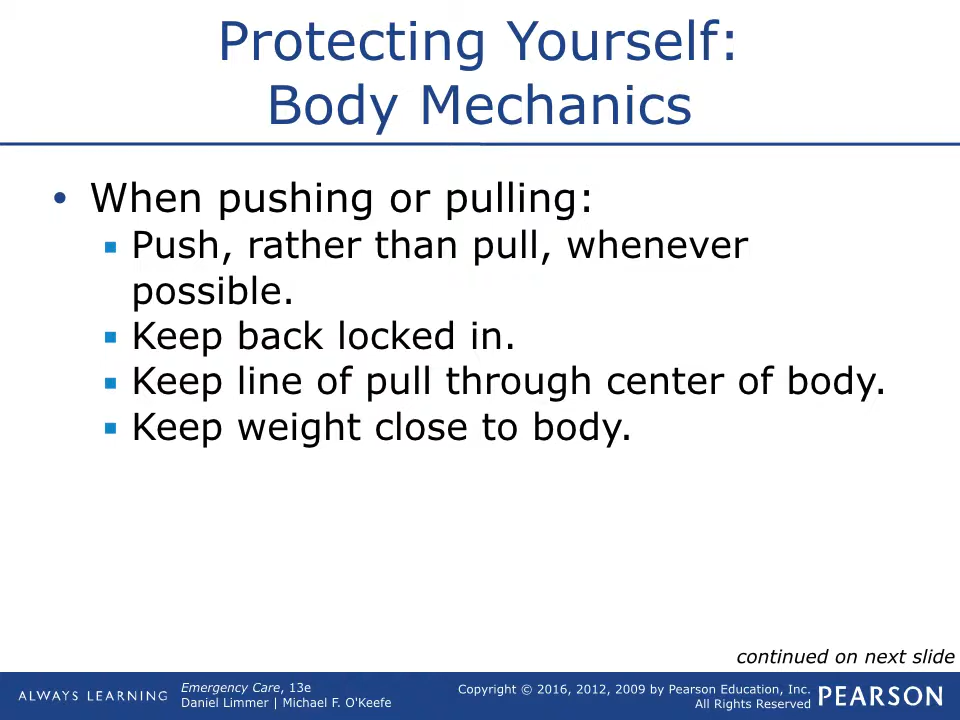 Protecting Yourself:
Body Mechanics
• When pushing or pulling:
▪ Push, rather than pull, whenever
possible.
▪ Keep back locked in.
▪ Keep line of pull through center of body.
▪ Keep weight close to body.
continued on next slide
ALWAYS LEARNING
Emergency Care, 13e
Daniel Limmer | Michael F. O'Keefe
Copyright © 2016, 2012, 2009 by Pearson Education, Inc.
All Rights Reserved
PEARSON